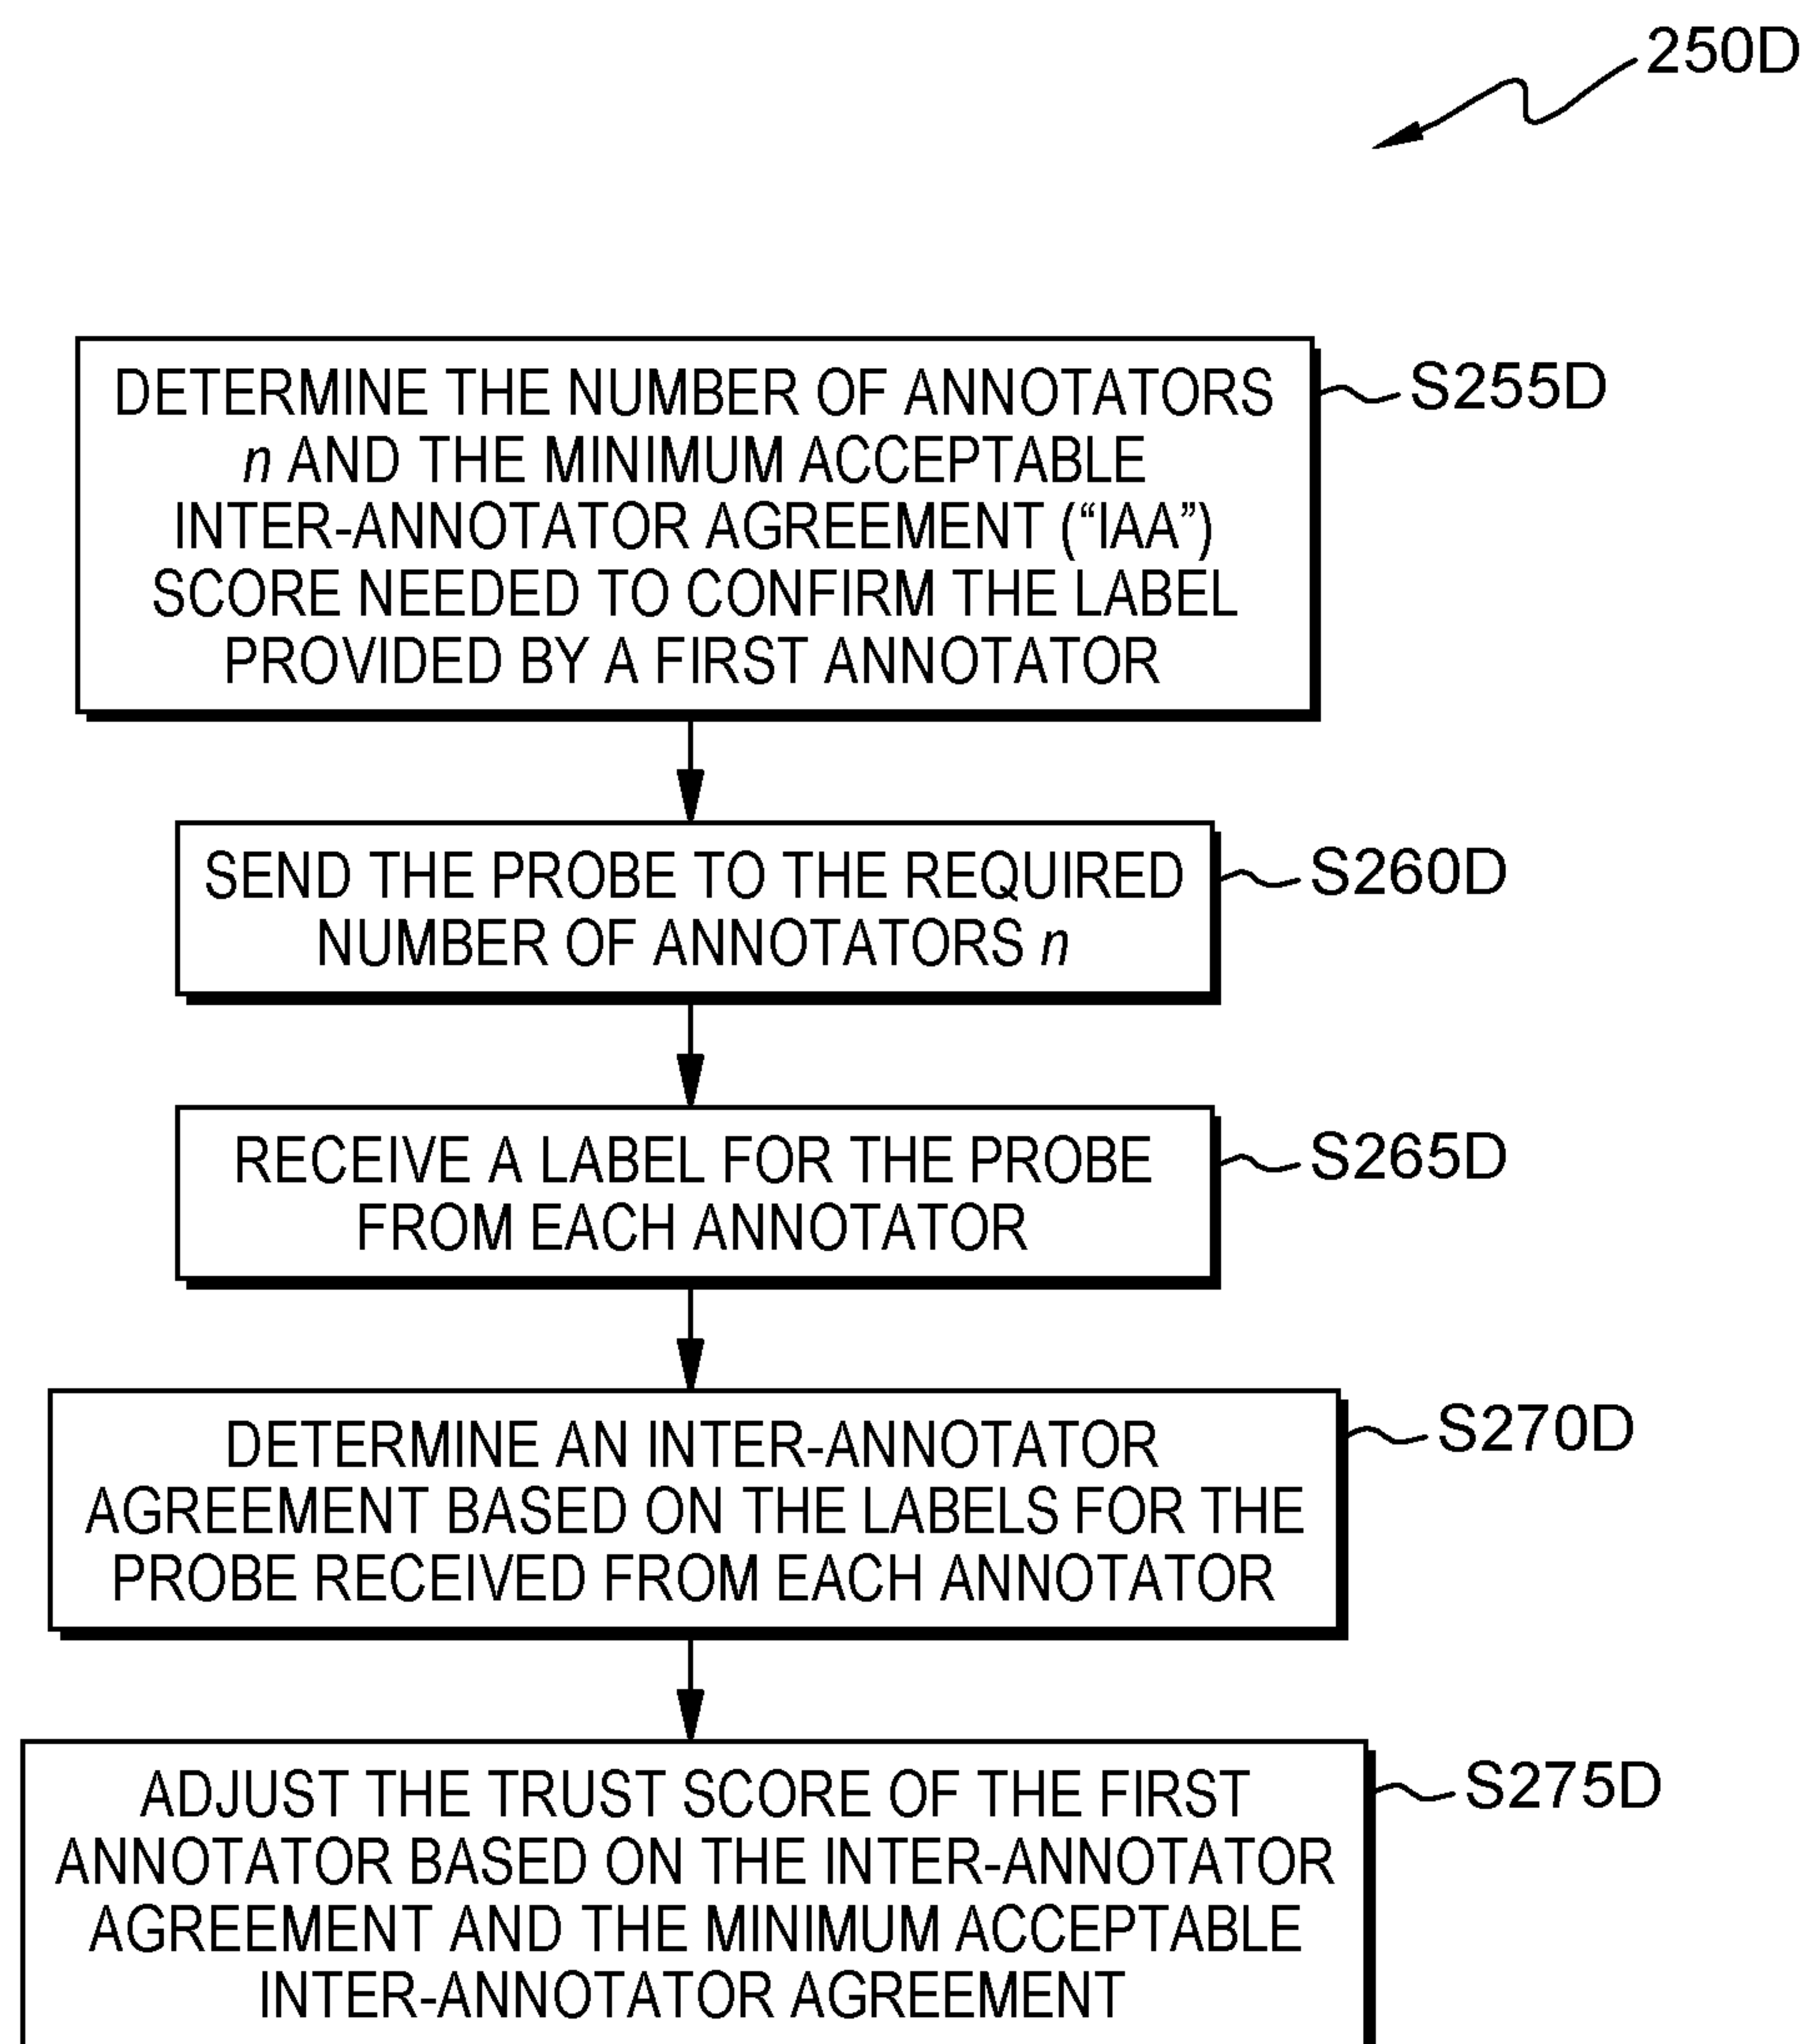 250D
DETERMINE THE NUMBER OF ANNOTATORS
n AND THE MINIMUM ACCEPTABLE
INTER-ANNOTATOR AGREEMENT (“IAA”)
SCORE NEEDED TO CONFIRM THE LABEL
PROVIDED BY A FIRST ANNOTATOR
S255D
SEND THE PROBE TO THE REQUIRED
NUMBER OF ANNOTATORS n
S260D
RECEIVE A LABEL FOR THE PROBE
FROM EACH ANNOTATOR
S265D
DETERMINE AN INTER-ANNOTATOR
AGREEMENT BASED ON THE LABELS FOR THE
PROBE RECEIVED FROM EACH ANNOTATOR
S270D
ADJUST THE TRUST SCORE OF THE FIRST
ANNOTATOR BASED ON THE INTER-ANNOTATOR
AGREEMENT AND THE MINIMUM ACCEPTABLE
INTER-ANNOTATOR AGREEMENT
S275D